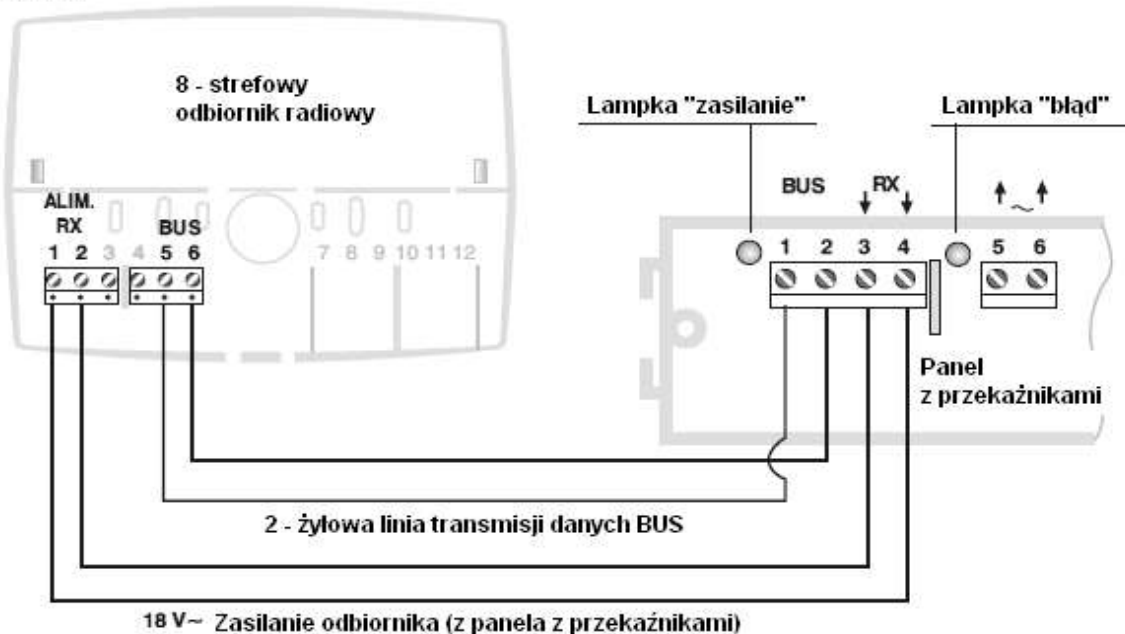 8 - strefowy
odbiornik radiowy
Lampka "zasilanie"
Lampka "błąd"
ALIM.
RX
BUS
1 2 3 4 5 6 7 8 9 10 11 12
BUS
RX
~
1 2 3 4 5 6
Panel
z przekaźnikami
2 - żyłowa linia transmisji danych BUS
18 V~ Zasilanie odbiornika (z panela z przekaźnikami)